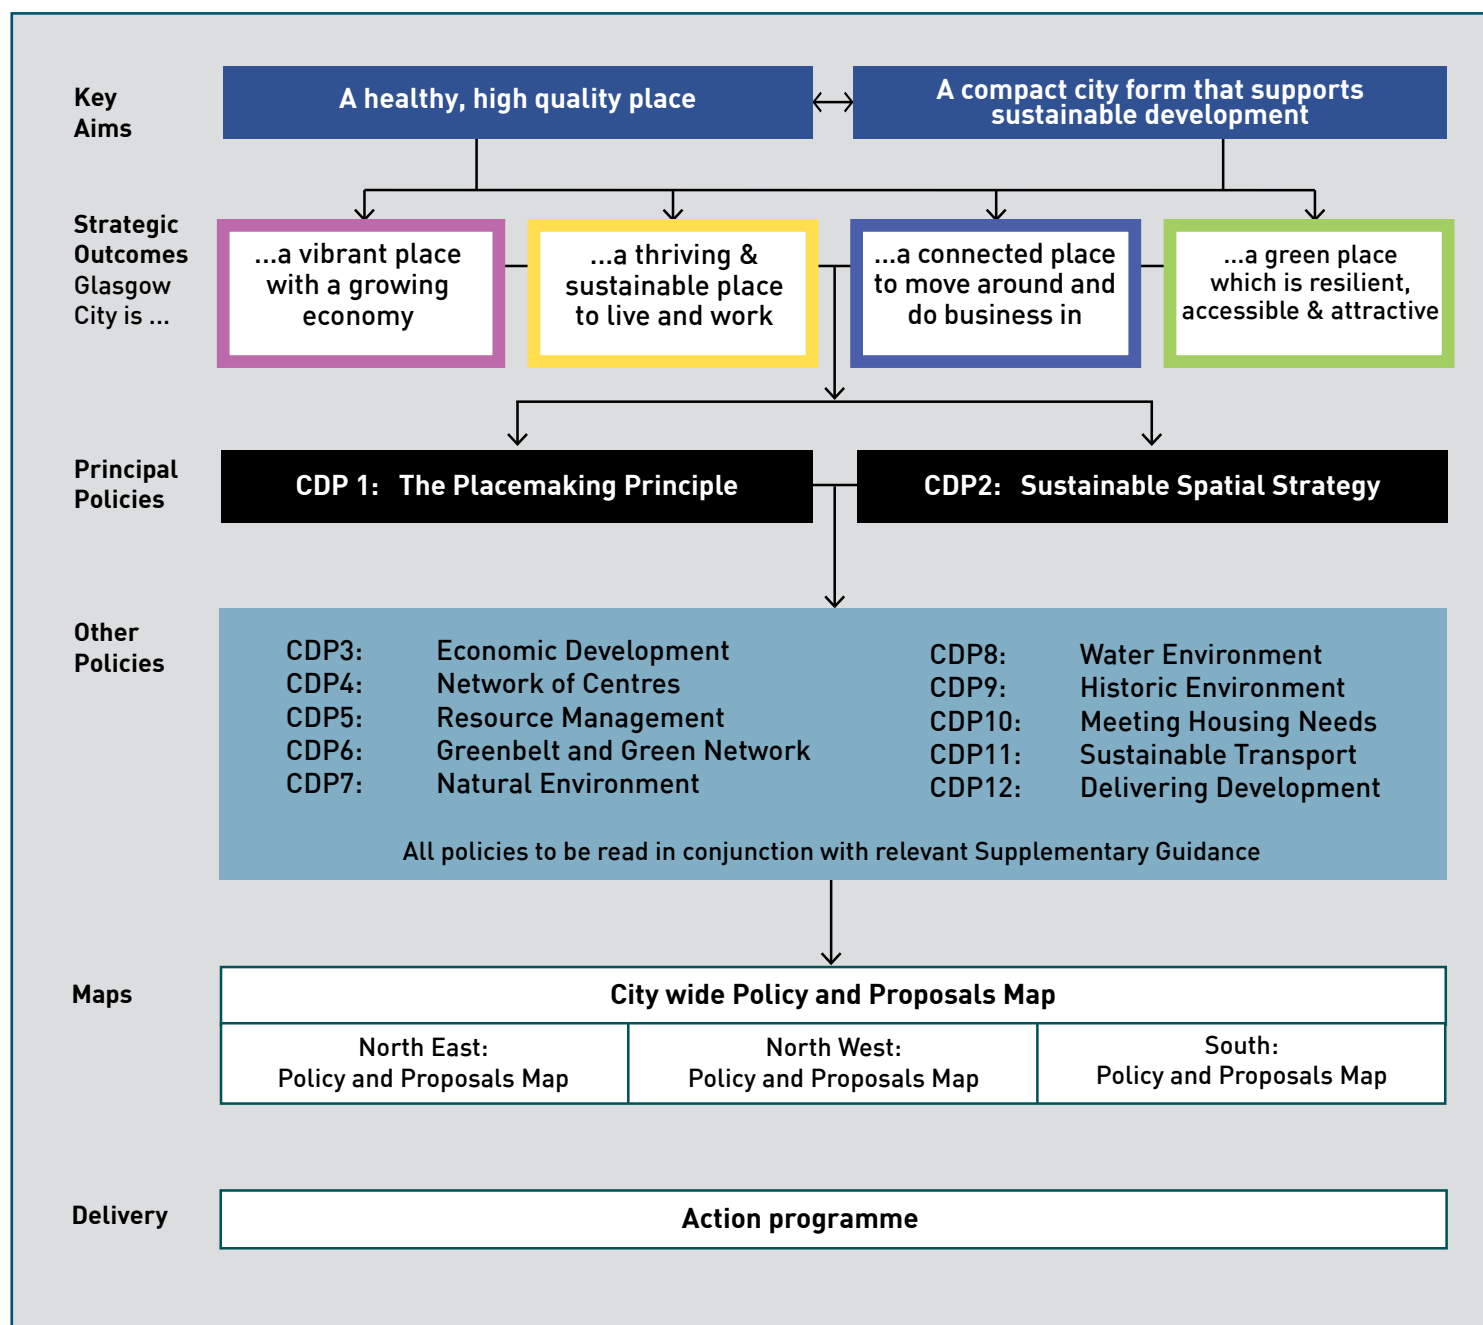 Key
Aims
A healthy, high quality place
A compact city form that supports
sustainable development
Strategic
Outcomes
Glasgow
City is ...
...a vibrant place
with a growing
economy
...a thriving &
sustainable place
to live and work
...a connected place
to move around and
do business in
...a green place
which is resilient,
accessible & attractive
Principal
Policies
CDP 1: The Placemaking Principle
CDP2: Sustainable Spatial Strategy
Other
Policies
CDP3: Economic Development
CDP4: Network of Centres
CDP5: Resource Management
CDP6: Greenbelt and Green Network
CDP7: Natural Environment
CDP8: Water Environment
CDP9: Historic Environment
CDP10: Meeting Housing Needs
CDP11: Sustainable Transport
CDP12: Delivering Development
All policies to be read in conjunction with relevant Supplementary Guidance
Maps
City wide Policy and Proposals Map
North East:
Policy and Proposals Map
North West:
Policy and Proposals Map
South:
Policy and Proposals Map
Delivery
Action programme